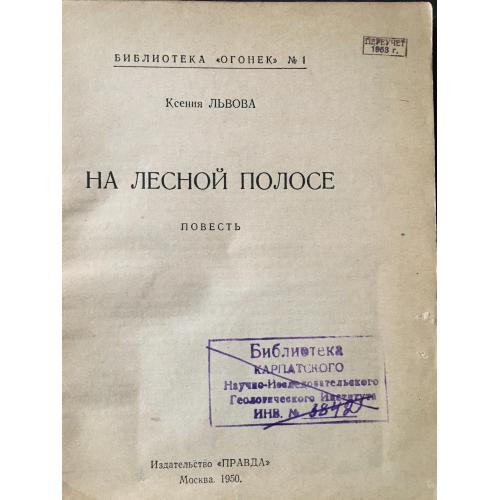 ПЕРЕУЧЕТ
1963 г.
БИБЛИОТЕКА «ОГОНЕК» № 1
Ксения ЛЬВОВА
НА ЛЕСНОЙ ПОЛОСЕ
ПОВЕСТЬ
Библиотека
КАРПАТСКОГО
Научно-Исследовательского
Геологического Института
ИНВ. №
Издательство «ПРАВДА»
Москва. 1950.